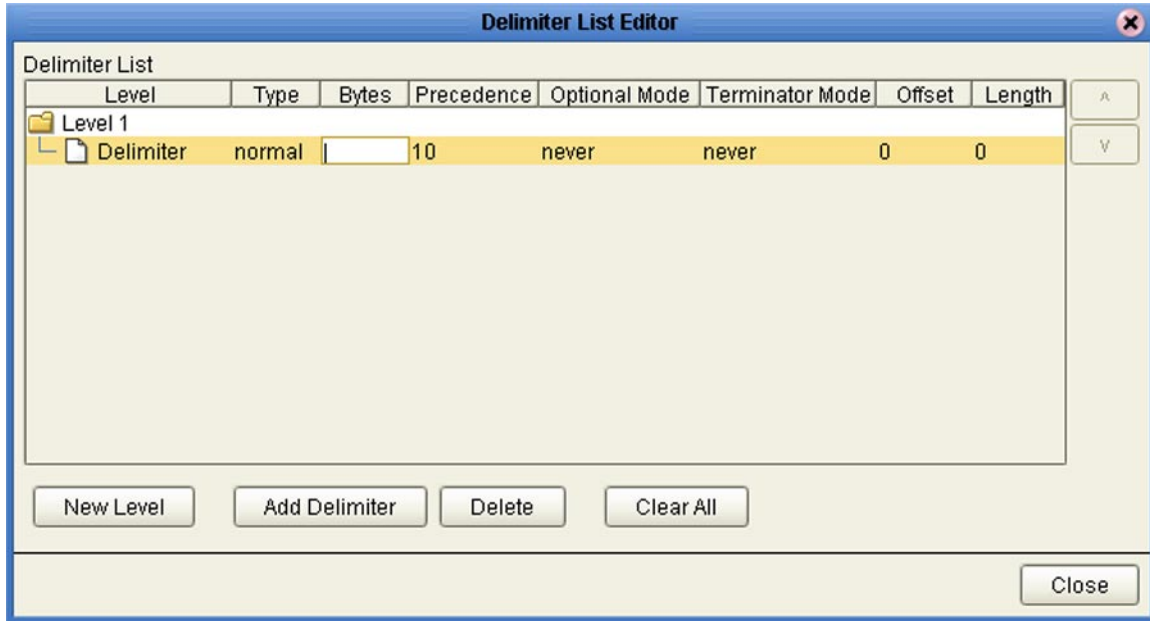 Delimiter List Editor
Delimiter List
Level Type Bytes Precedence Optional Mode Terminator Mode Offset Length
Level 1
Delimiter normal 10 never never 0 0
^
v
New Level Add Delimiter Delete Clear All
Close